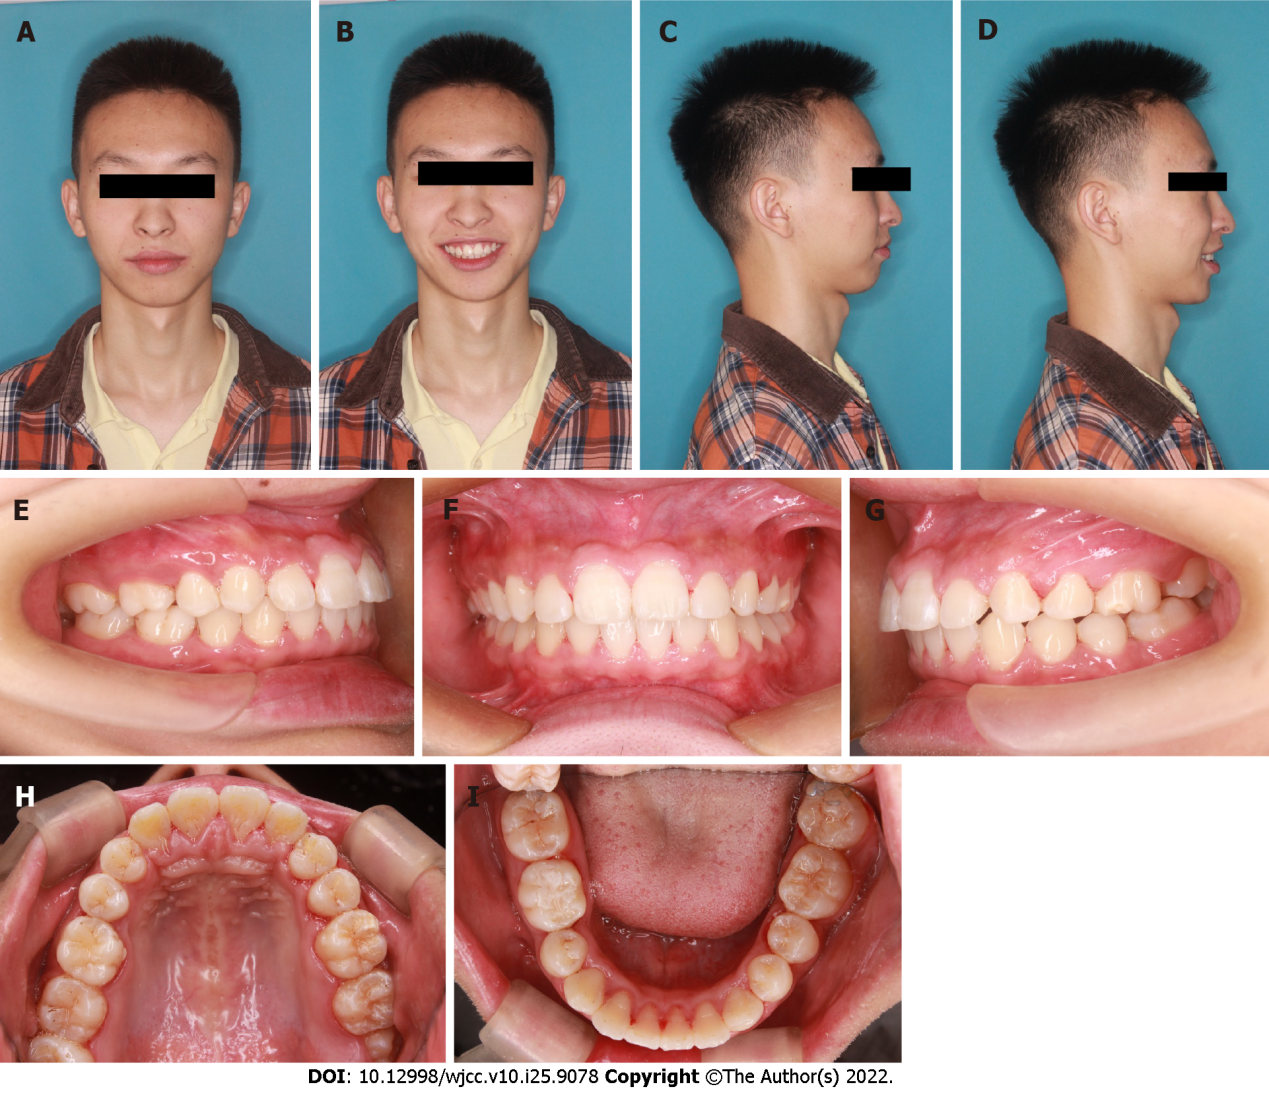 A
B
C
D
E
F
G
H
I
DOI: 10.12998/wjcc.v10.i25.9078 Copyright ©The Author(s) 2022.